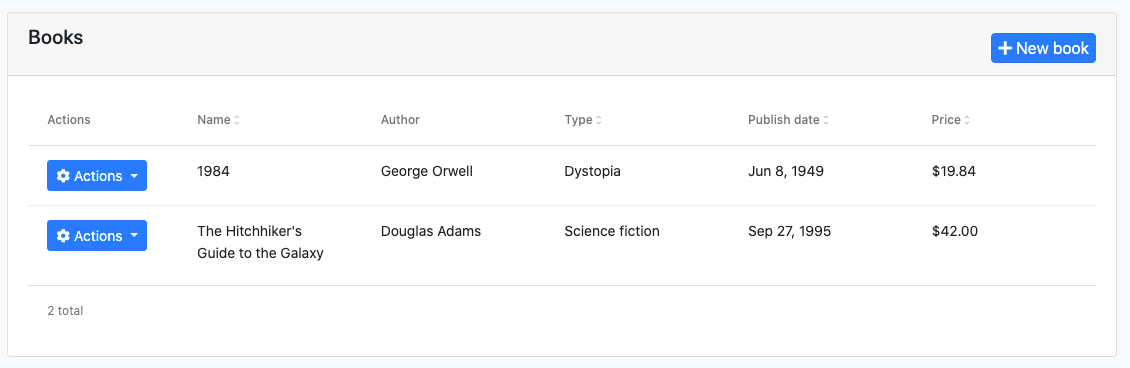 Books
New book
Actions Name Author Type Publish date Price
Actions 1984 George Orwell Dystopia Jun 8, 1949 $19.84
Actions The Hitchhiker's Douglas Adams Science fiction Sep 27, 1995 $42.00
Guide to the Galaxy
2 total